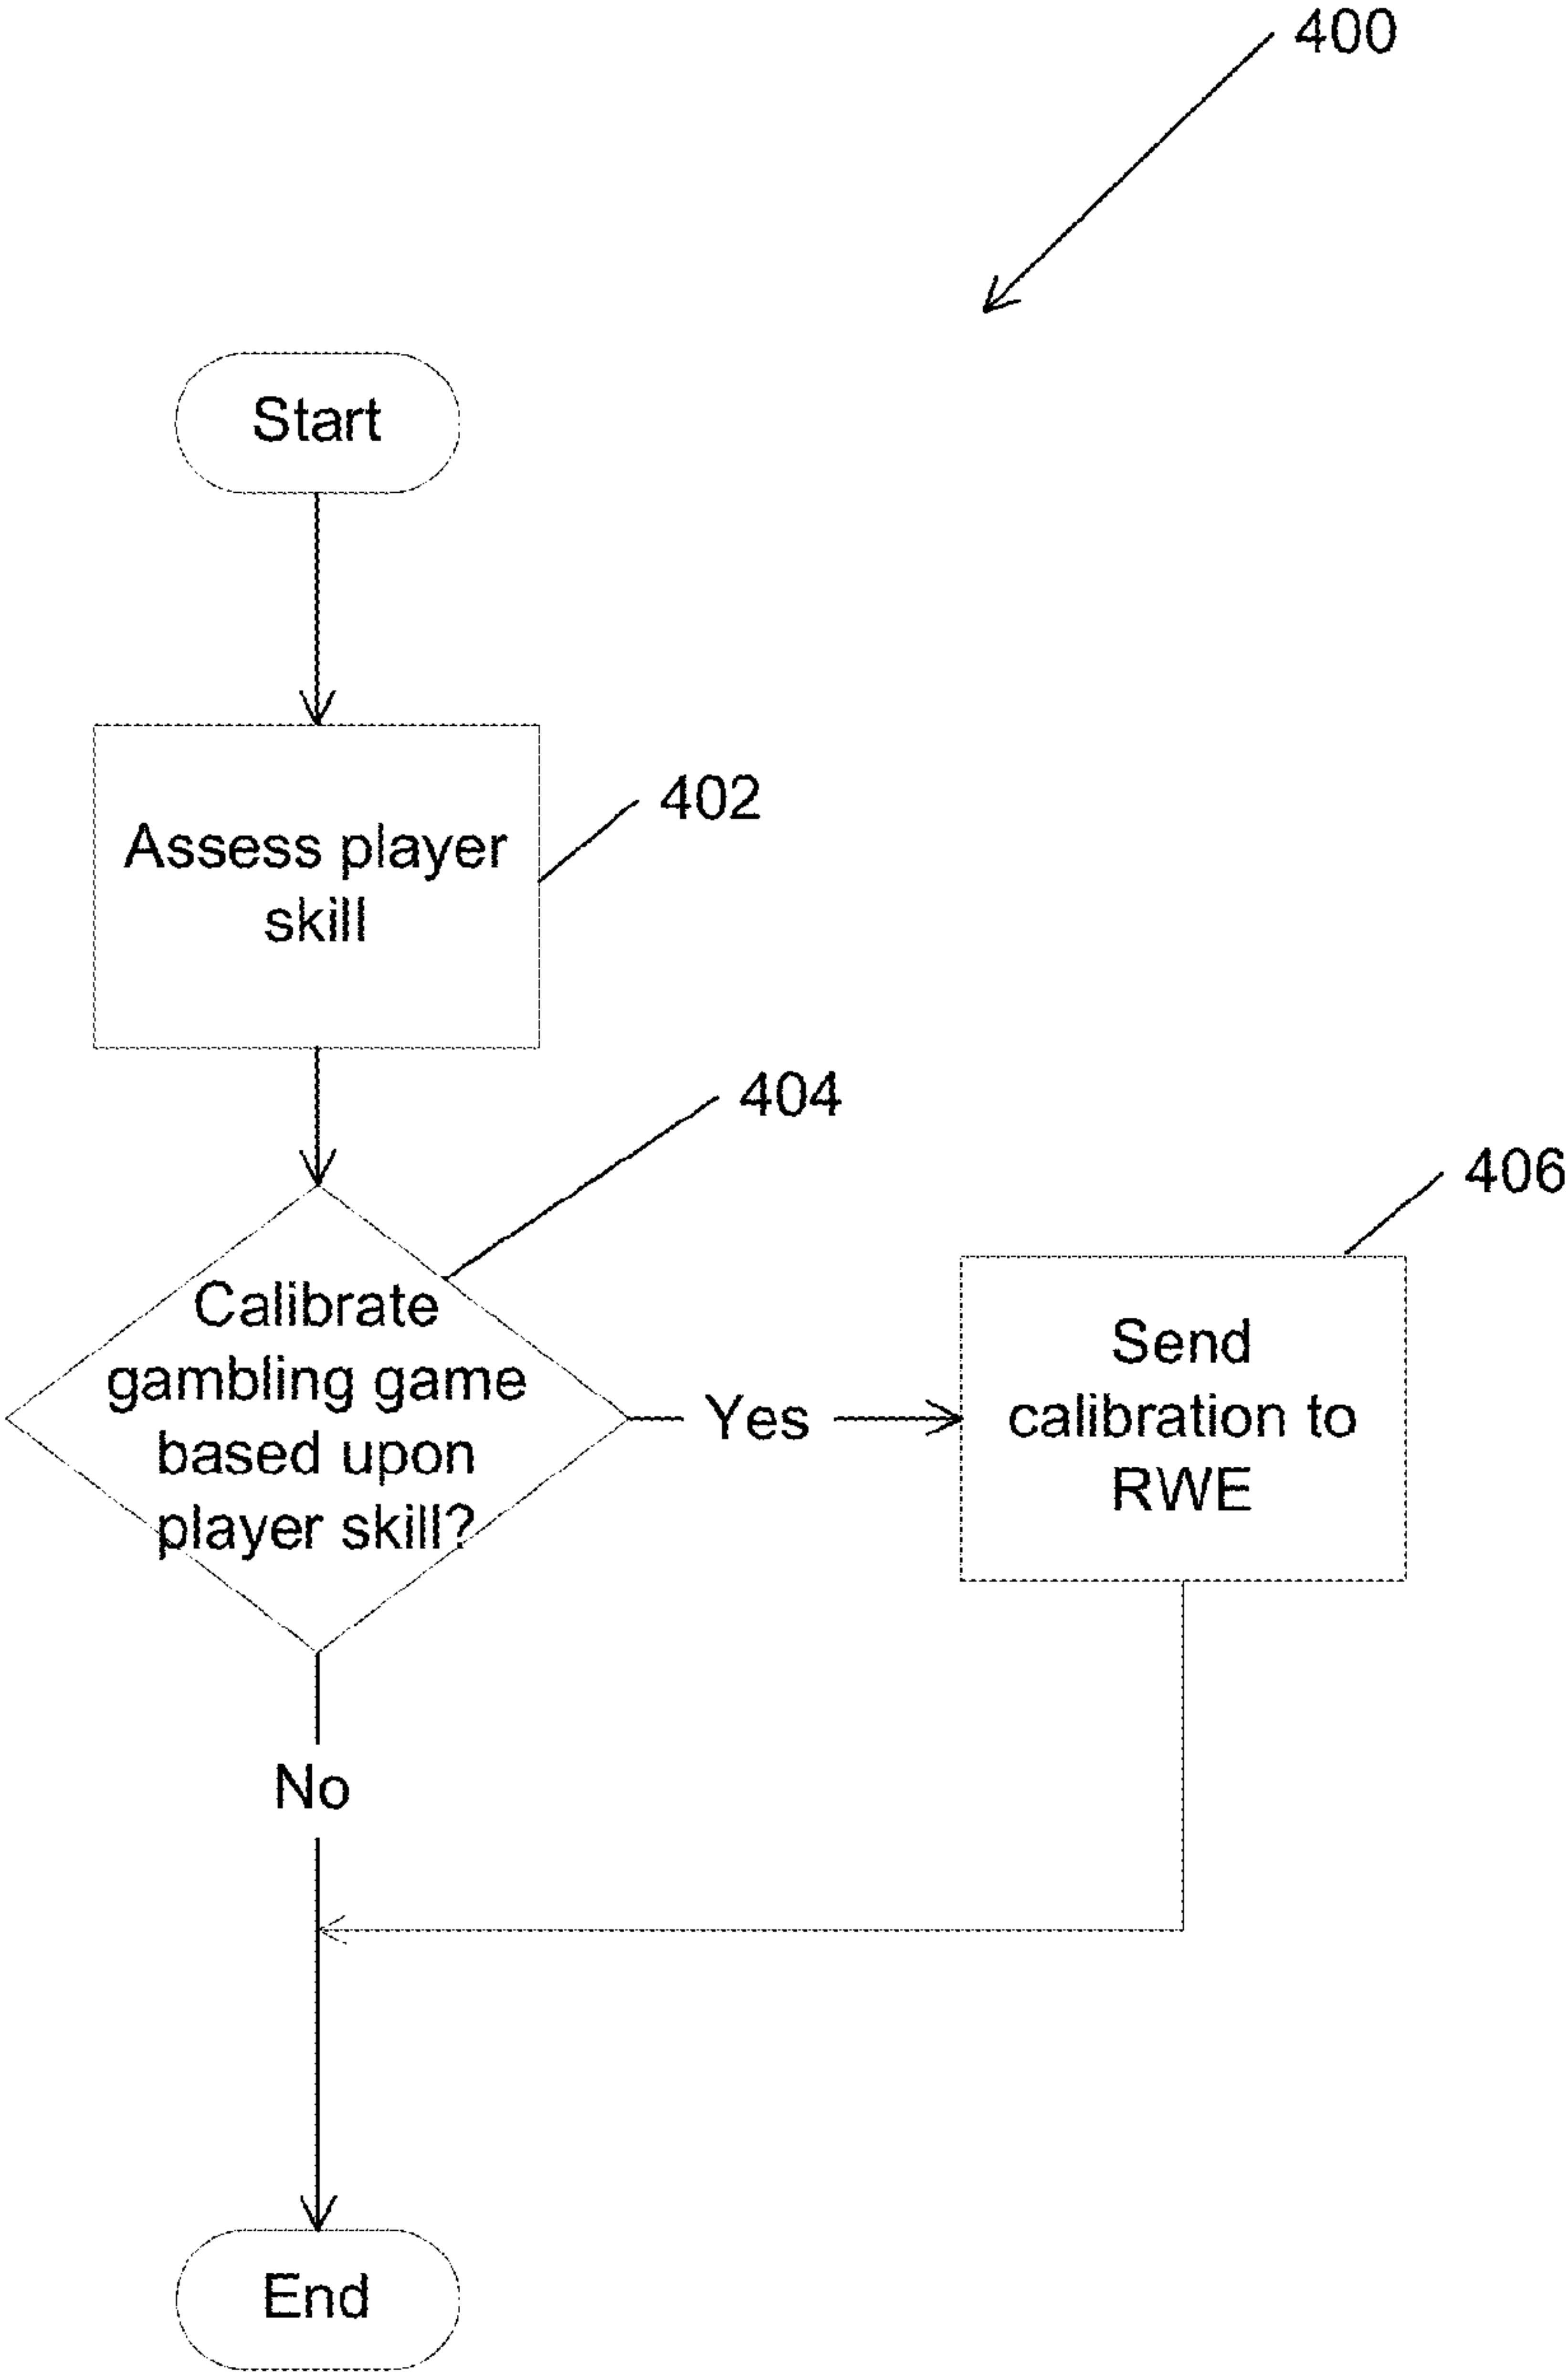 400
Start
402
Assess player
skill
404
406
Calibrate
gambling game
based upon
player skill?
Yes
Send
calibration to
RWE
No
End